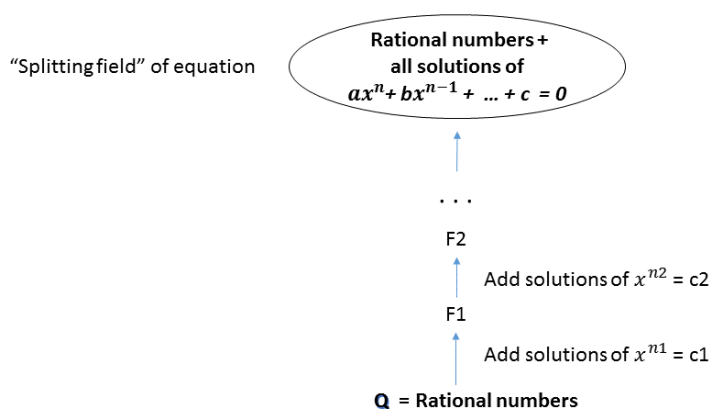 Rational numbers +
“Splitting field” of equation
all solutions of
axⁿ + bxⁿ⁻¹ + … + c = 0
. . .
F2
Add solutions of xⁿ² = c2
F1
Add solutions of xⁿ¹ = c1
Q = Rational numbers